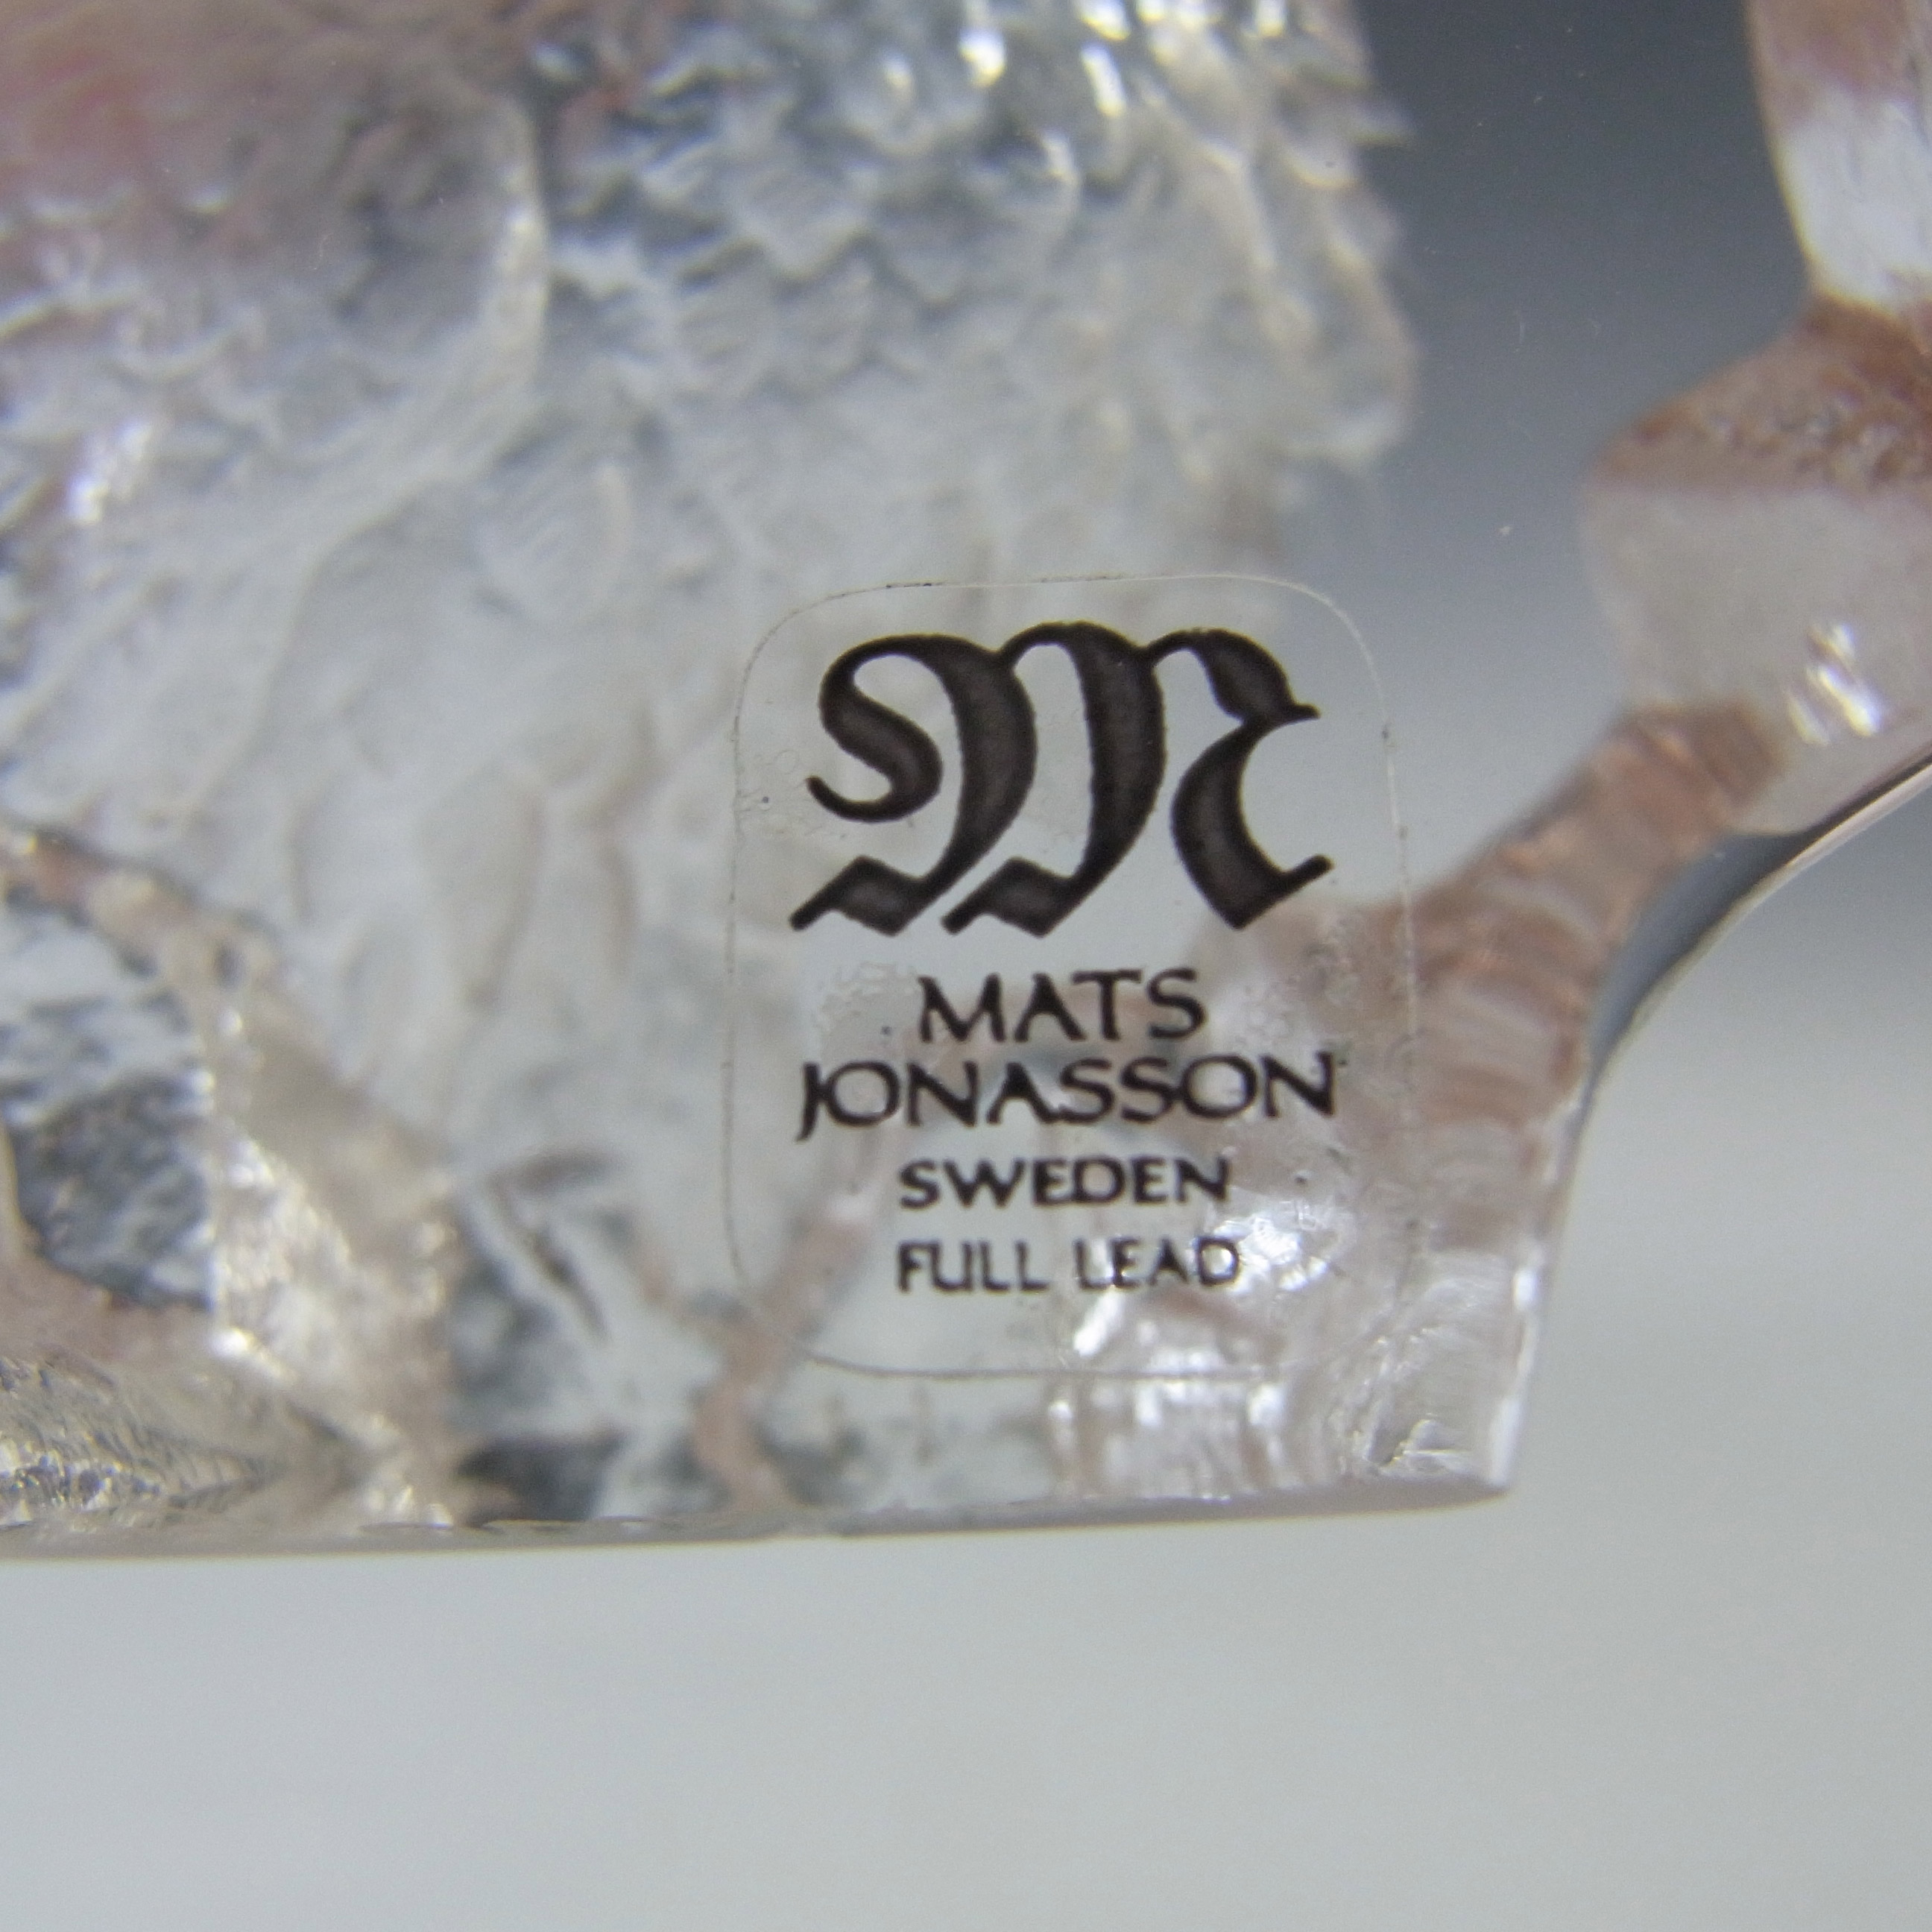 M
MATS
JONASSON
SWEDEN
FULL LEAD